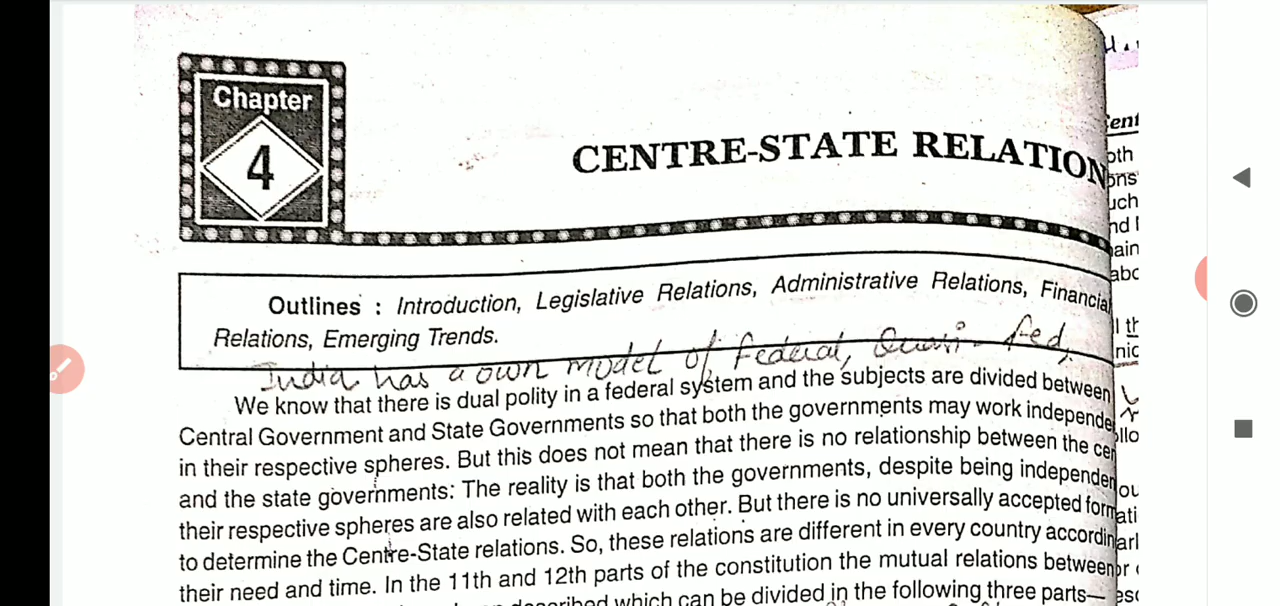 Chapter
4
CENTRE-STATE RELATION
Outlines : Introduction, Legislative Relations, Administrative Relations, Financial
Relations, Emerging Trends.
India has a own model of federal, Quasi-fed,
We know that there is dual polity in a federal system and the subjects are divided between
Central Government and State Governments so that both the governments may work independe
in their respective spheres. But this does not mean that there is no relationship between the cen
and the state governments: The reality is that both the governments, despite being independen
their respective spheres are also related with each other. But there is no universally accepted form
to determine the Centre-State relations. So, these relations are different in every country accordin
their need and time. In the 11th and 12th parts of the constitution the mutual relations between
described which can be divided in the following three parts—